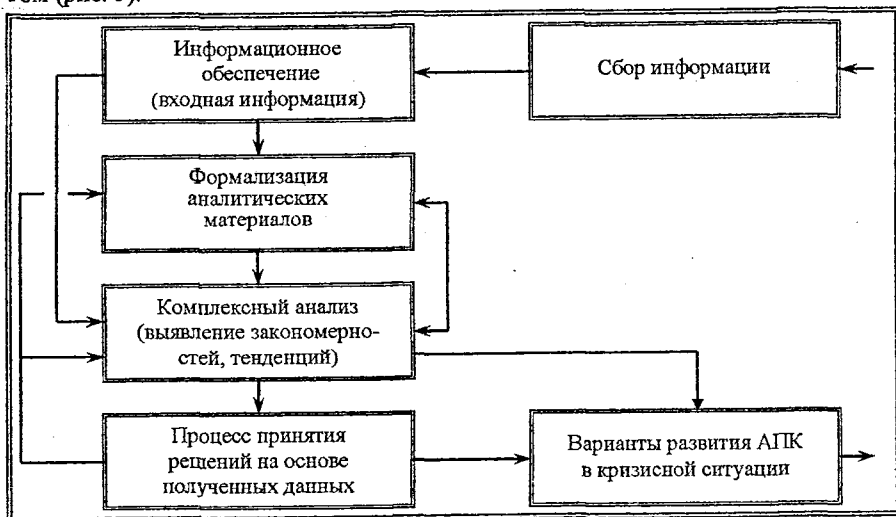 Информационное
обеспечение
(входная информация)
Сбор информации
Формализация
аналитических
материалов
Комплексный анализ
(выявление закономерно-
стей, тенденций)
Процесс принятия
решений на основе
полученных данных
Варианты развития АПК
в кризисной ситуации